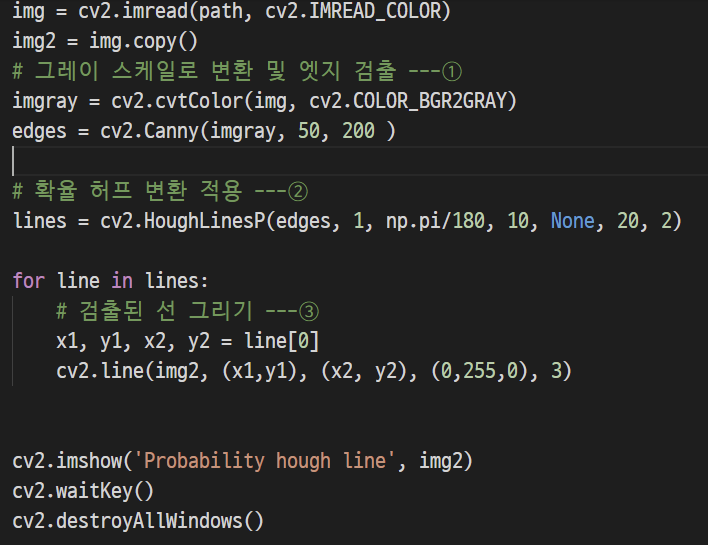 img = cv2.imread(path, cv2.IMREAD_COLOR)
img2 = img.copy()
# 그레이 스케일로 변환 및 엣지 검출 ---①
imgray = cv2.cvtColor(img, cv2.COLOR_BGR2GRAY)
edges = cv2.Canny(imgray, 50, 200 )
# 확율 허프 변환 적용 ---②
lines = cv2.HoughLinesP(edges, 1, np.pi/180, 10, None, 20, 2)
for line in lines:
    # 검출된 선 그리기 ---③
    x1, y1, x2, y2 = line[0]
    cv2.line(img2, (x1,y1), (x2, y2), (0,255,0), 3)
cv2.imshow('Probability hough line', img2)
cv2.waitKey()
cv2.destroyAllWindows()